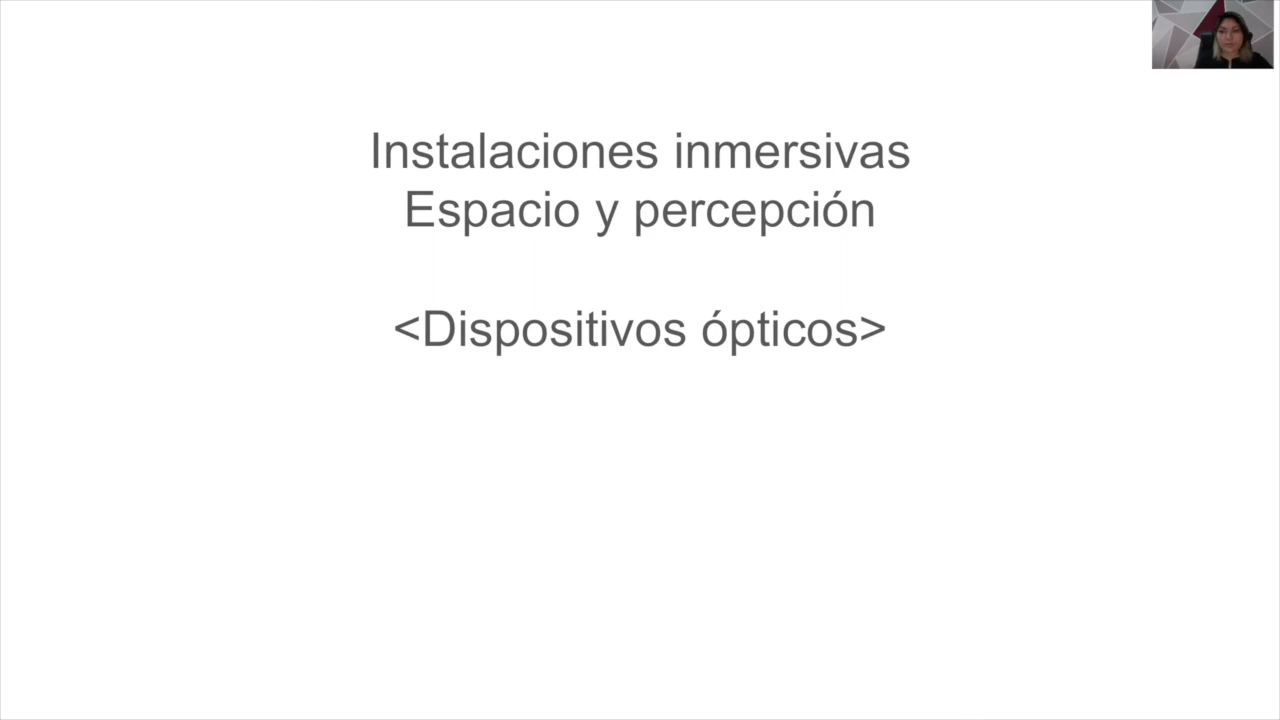 Instalaciones inmersivas
Espacio y percepción
<Dispositivos ópticos>